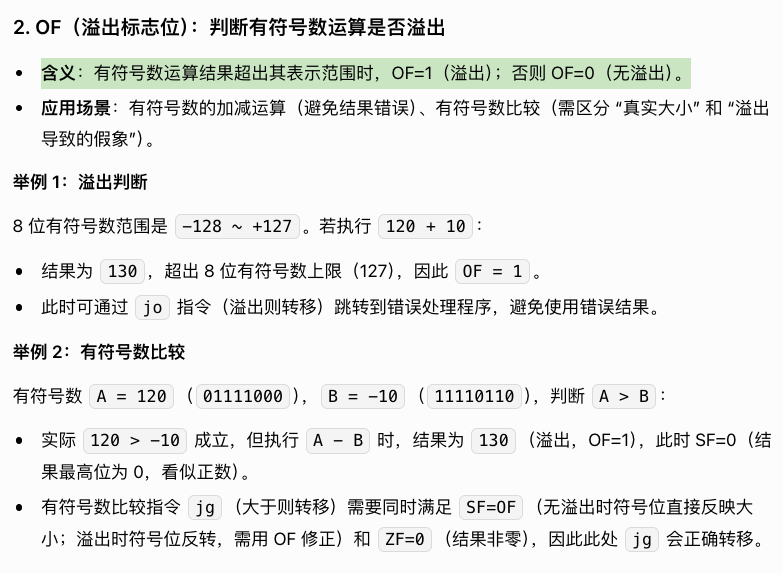 2. OF（溢出标志位）：判断有符号数运算是否溢出
• 含义：有符号数运算结果超出其表示范围时，OF=1（溢出）；否则 OF=0（无溢出）。
• 应用场景：有符号数的加减运算（避免结果错误）、有符号数比较（需区分 “真实大小” 和 “溢出
导致的假象”）。
举例 1：溢出判断
8 位有符号数范围是 -128 ~ +127 。若执行 120 + 10 ：
• 结果为 130 ，超出 8 位有符号数上限（127），因此 OF = 1 。
• 此时可通过 jo 指令（溢出则转移）跳转到错误处理程序，避免使用错误结果。
举例 2：有符号数比较
有符号数 A = 120 （ 01111000 ）， B = -10 （ 11110110 ），判断 A > B ：
• 实际 120 > -10 成立，但执行 A - B 时，结果为 130 （溢出，OF=1），此时 SF=0（结
果最高位为 0，看似正数）。
• 有符号数比较指令 jg （大于则转移）需要同时满足 SF=OF （无溢出时符号位直接反映大
小；溢出时符号位反转，需用 OF 修正）和 ZF=0 （结果非零），因此此处 jg 会正确转移。